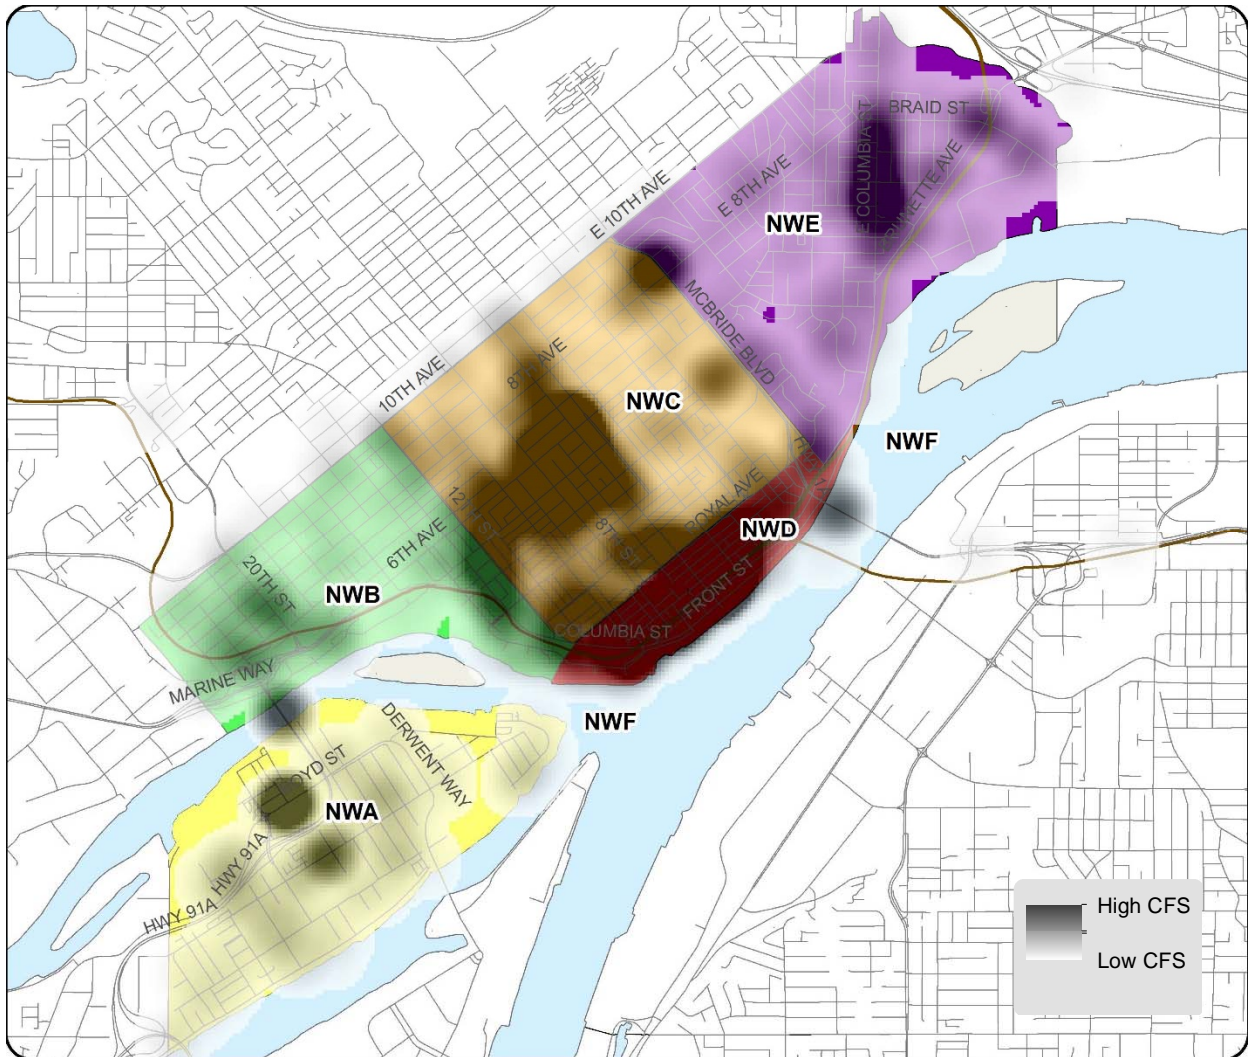 BRAID ST
E COLUMBIA ST
E 8TH AVE
E 10TH AVE
NWE
MCBRIDE BLVD
10TH AVE
8TH AVE
NWC
NWF
12TH ST
ROYAL AVE
8TH ST
NWD
6TH AVE
20TH ST
NWB
FRONT ST
COLUMBIA ST
MARINE WAY
NWF
DERWENT WAY
BOYD ST
NWA
HWY 91A
HWY 91A
High CFS
Low CFS